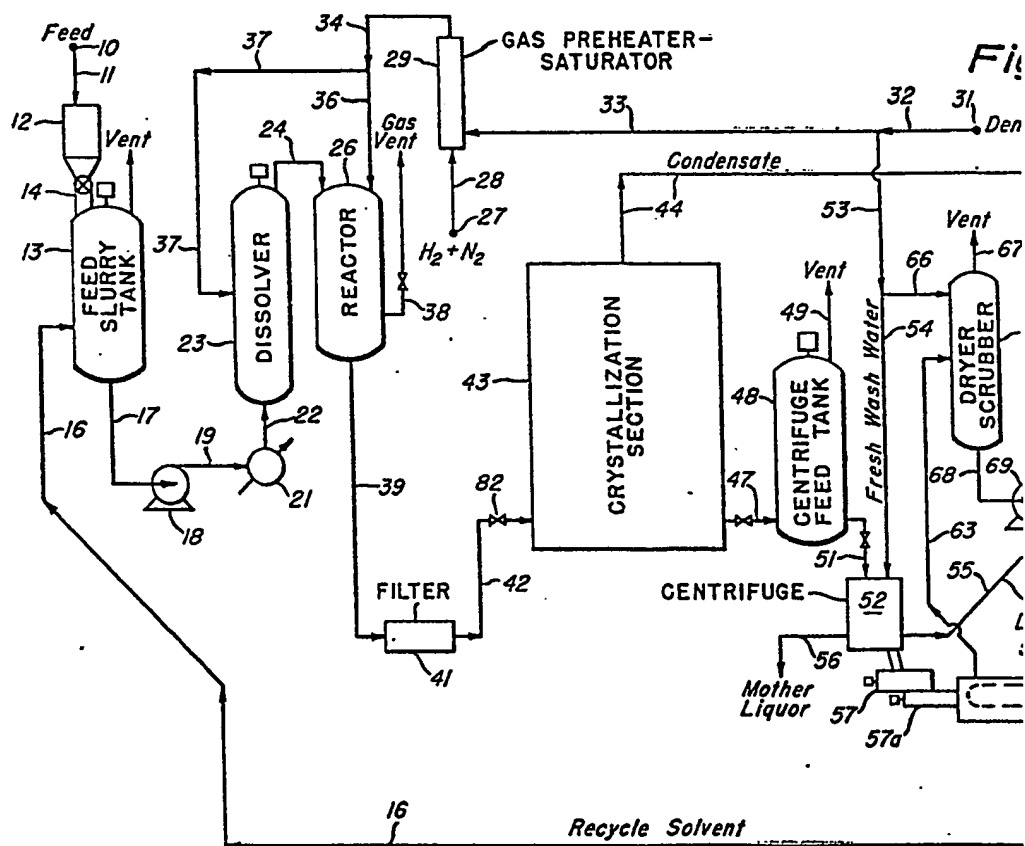 Feed
10
11
12
Vent
14
13
FEED
SLURRY
TANK
16
17
18
19
21
22
37
37
23
DISSOLVER
24
26
REACTOR
34
36
Gas
Vent
38
29
GAS PREHEATER-
SATURATOR
28
27
H₂ + N₂
33
32
31
Condensate
44
53
39
FILTER
41
42
82
43
CRYSTALLIZATION
SECTION
47
Vent
49
48
CENTRIFUGE
FEED TANK
51
Fresh Wash Water
54
66
Vent
67
DRYER
SCRUBBER
68
69
63
55
CENTRIFUGE
52
56
Mother
Liquor
57
57a
16
Recycle Solvent